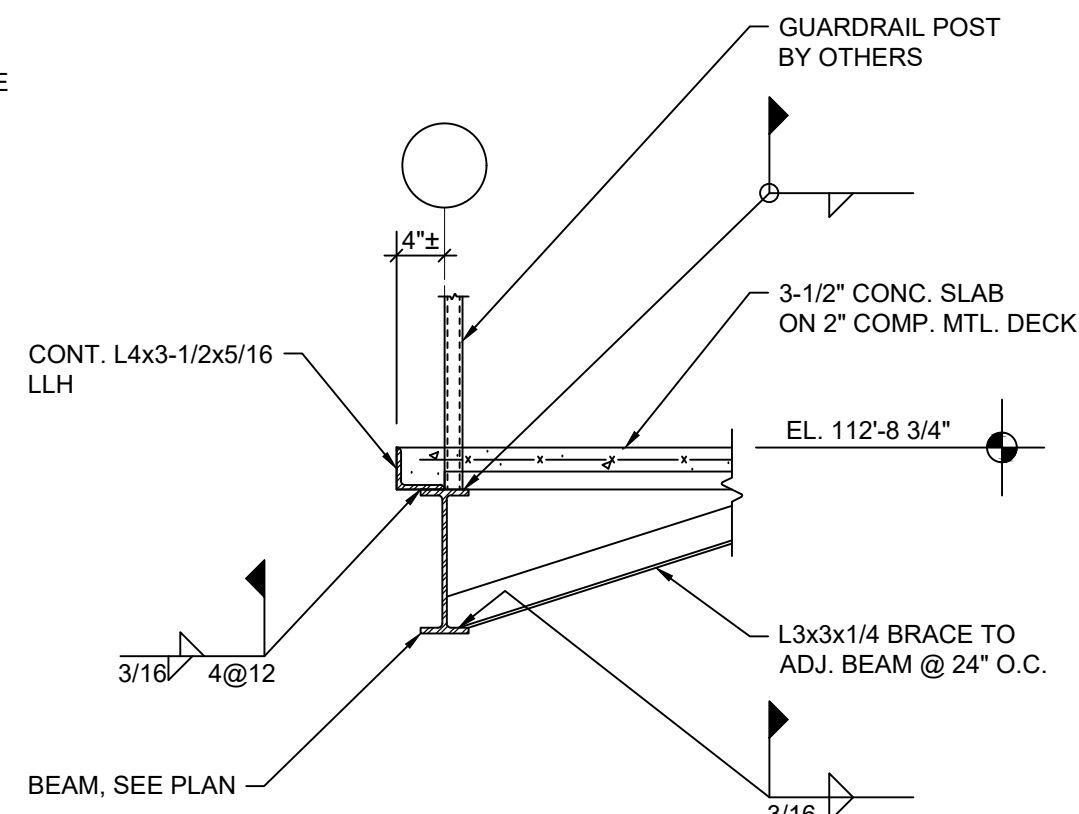 GUARDRAIL POST
BY OTHERS
E
4"±
3-1/2" CONC. SLAB
ON 2" COMP. MTL. DECK
CONT. L4x3-1/2x5/16
LLH
EL. 112'-8 3/4"
L3x3x1/4 BRACE TO
ADJ. BEAM @ 24" O.C.
3/16 4@12
BEAM, SEE PLAN
3/16